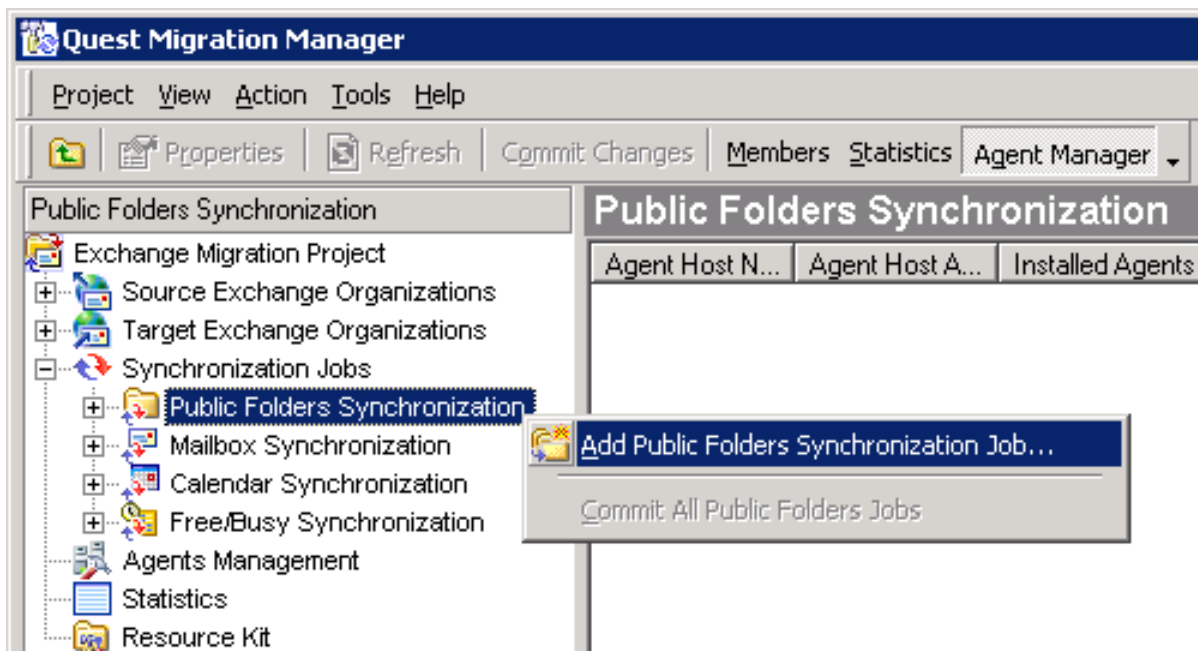 Quest Migration Manager
Project View Action Tools Help
Properties Refresh Commit Changes Members Statistics Agent Manager
Public Folders Synchronization
Public Folders Synchronization
Exchange Migration Project
Agent Host N... Agent Host A... Installed Agents
Source Exchange Organizations
Target Exchange Organizations
Synchronization Jobs
Public Folders Synchronization
Add Public Folders Synchronization Job...
Mailbox Synchronization
Calendar Synchronization
Commit All Public Folders Jobs
Free/Busy Synchronization
Agents Management
Statistics
Resource Kit